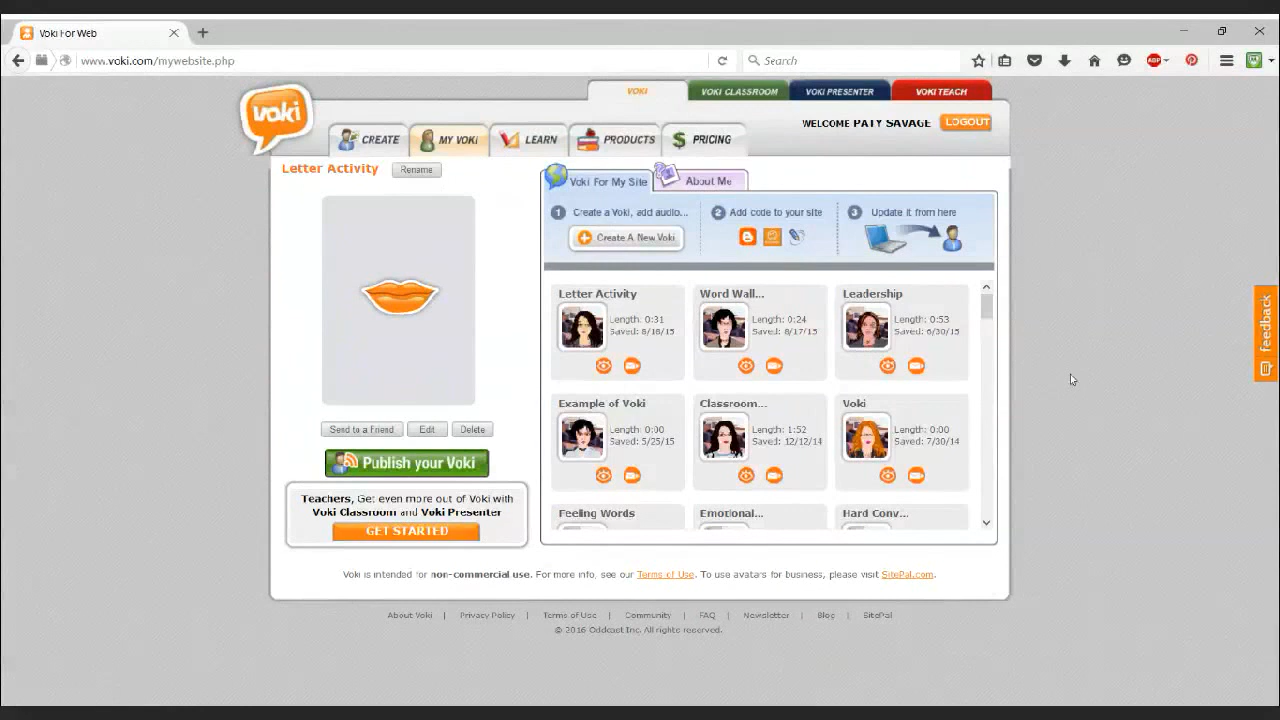 Voki For Web
www.voki.com/mywebsite.php
Search
ABP
voki
VOKI
VOKI CLASSROOM
VOKI PRESENTER
VOKI TEACH
WELCOME PATY SAVAGE
LOGOUT
CREATE
MY VOKI
LEARN
PRODUCTS
PRICING
Letter Activity
Rename
Voki For My Site
About Me
1 Create a Voki, add audio...
2 Add code to your site
3 Update it from here
Create A New Voki
Letter Activity
Length: 0:31
Saved: 8/18/15
Word Wall...
Length: 0:24
Saved: 8/17/15
Leadership
Length: 0:53
Saved: 6/30/15
Example of Voki
Length: 0:00
Saved: 5/25/15
Classroom...
Length: 1:52
Saved: 12/12/14
Voki
Length: 0:00
Saved: 7/30/14
Feeling Words
Emotional...
Hard Conv...
Send to a Friend
Edit
Delete
Publish your Voki
Teachers, Get even more out of Voki with
Voki Classroom and Voki Presenter
GET STARTED
feedback
Voki is intended for non-commercial use. For more info, see our Terms of Use. To use avatars for business, please visit SitePal.com.
About Voki | Privacy Policy | Terms of Use | Community | FAQ | Newsletter | Blog | SitePal
© 2016 Oddcast Inc. All rights reserved.